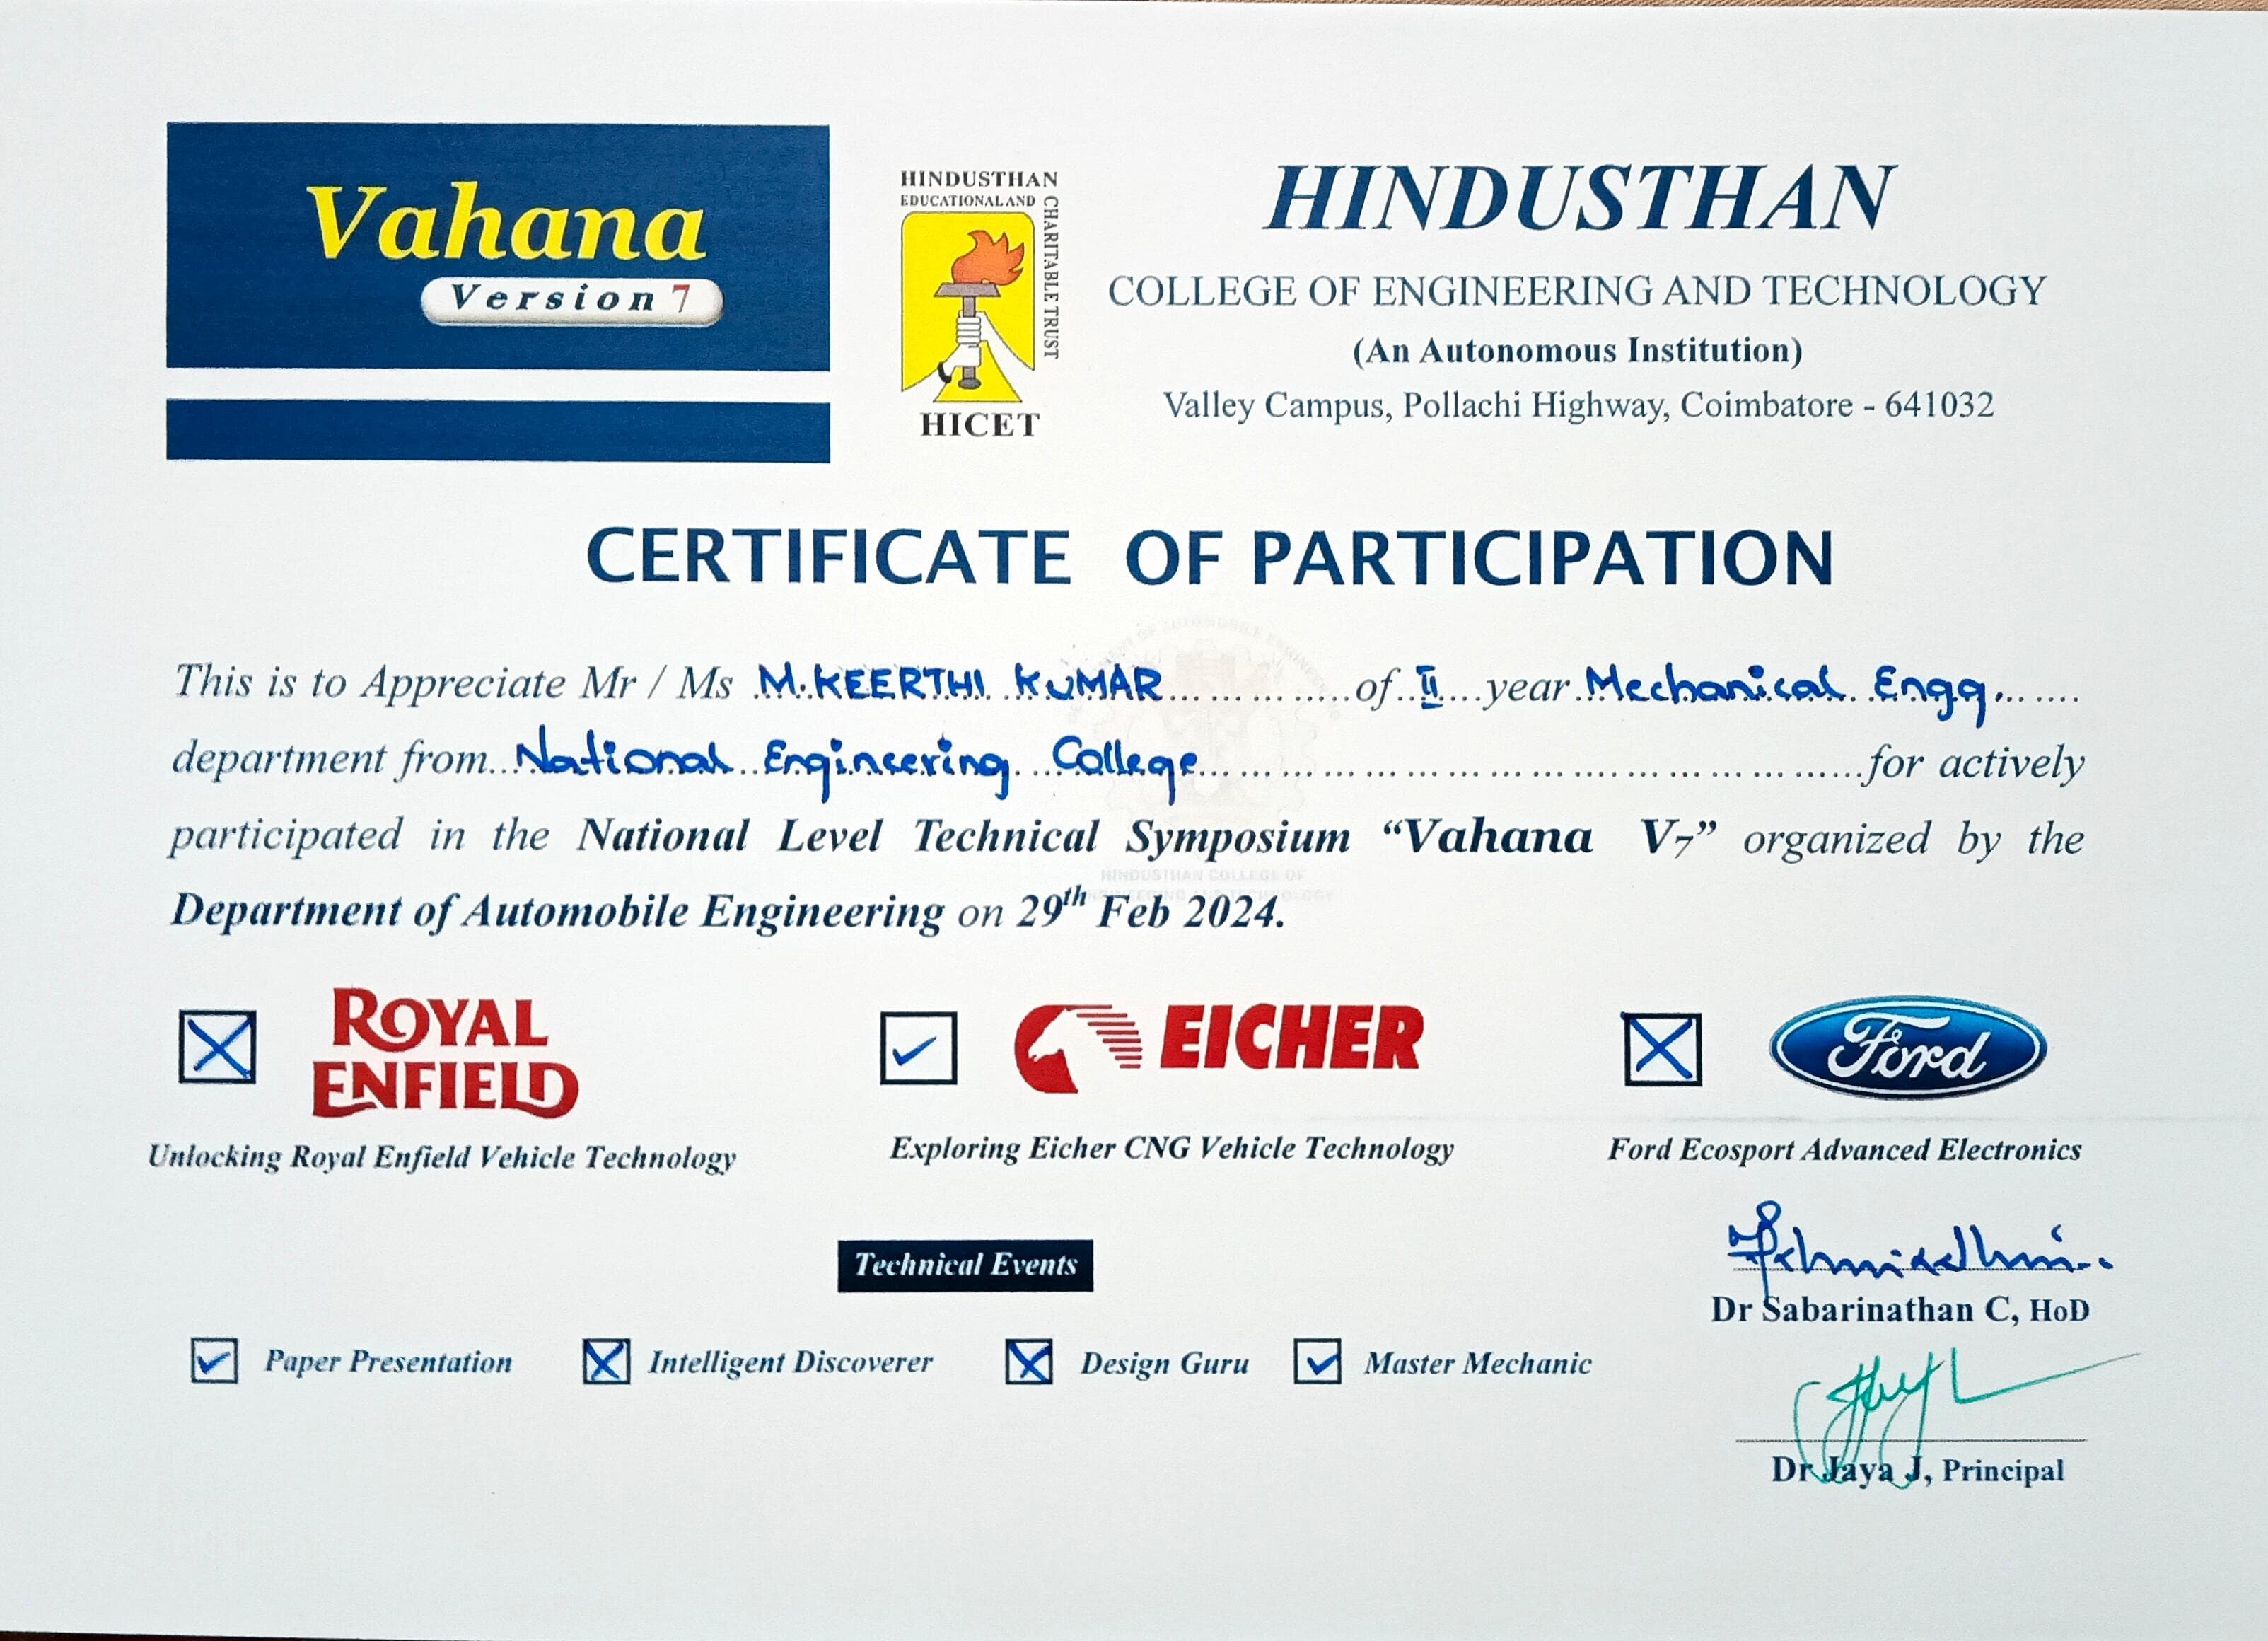 Vahana
Version 7
HINDUSTHAN
EDUCATIONAL AND
CHARITABLE TRUST
HICET
HINDUSTHAN
COLLEGE OF ENGINEERING AND TECHNOLOGY
(An Autonomous Institution)
Valley Campus, Pollachi Highway, Coimbatore - 641032
CERTIFICATE OF PARTICIPATION
This is to Appreciate Mr / Ms M.KEERTHI KUMAR of II year Mechanical Engg
department from National Engineering College for actively
participated in the National Level Technical Symposium “Vahana V7” organized by the
HINDUSTHAN COLLEGE OF
Department of Automobile Engineering on 29th Feb 2024.
ROYAL
ENFIELD
EICHER
Ford
Unlocking Royal Enfield Vehicle Technology
Exploring Eicher CNG Vehicle Technology
Ford Ecosport Advanced Electronics
Technical Events
Dr Sabarinathan C, HoD
Paper Presentation
Intelligent Discoverer
Design Guru
Master Mechanic
Dr Jaya J, Principal